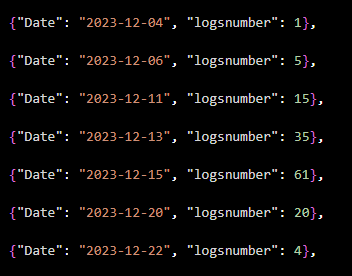 {"Date": "2023-12-04", "logsnumber": 1},
{"Date": "2023-12-06", "logsnumber": 5},
{"Date": "2023-12-11", "logsnumber": 15},
{"Date": "2023-12-13", "logsnumber": 35},
{"Date": "2023-12-15", "logsnumber": 61},
{"Date": "2023-12-20", "logsnumber": 20},
{"Date": "2023-12-22", "logsnumber": 4},